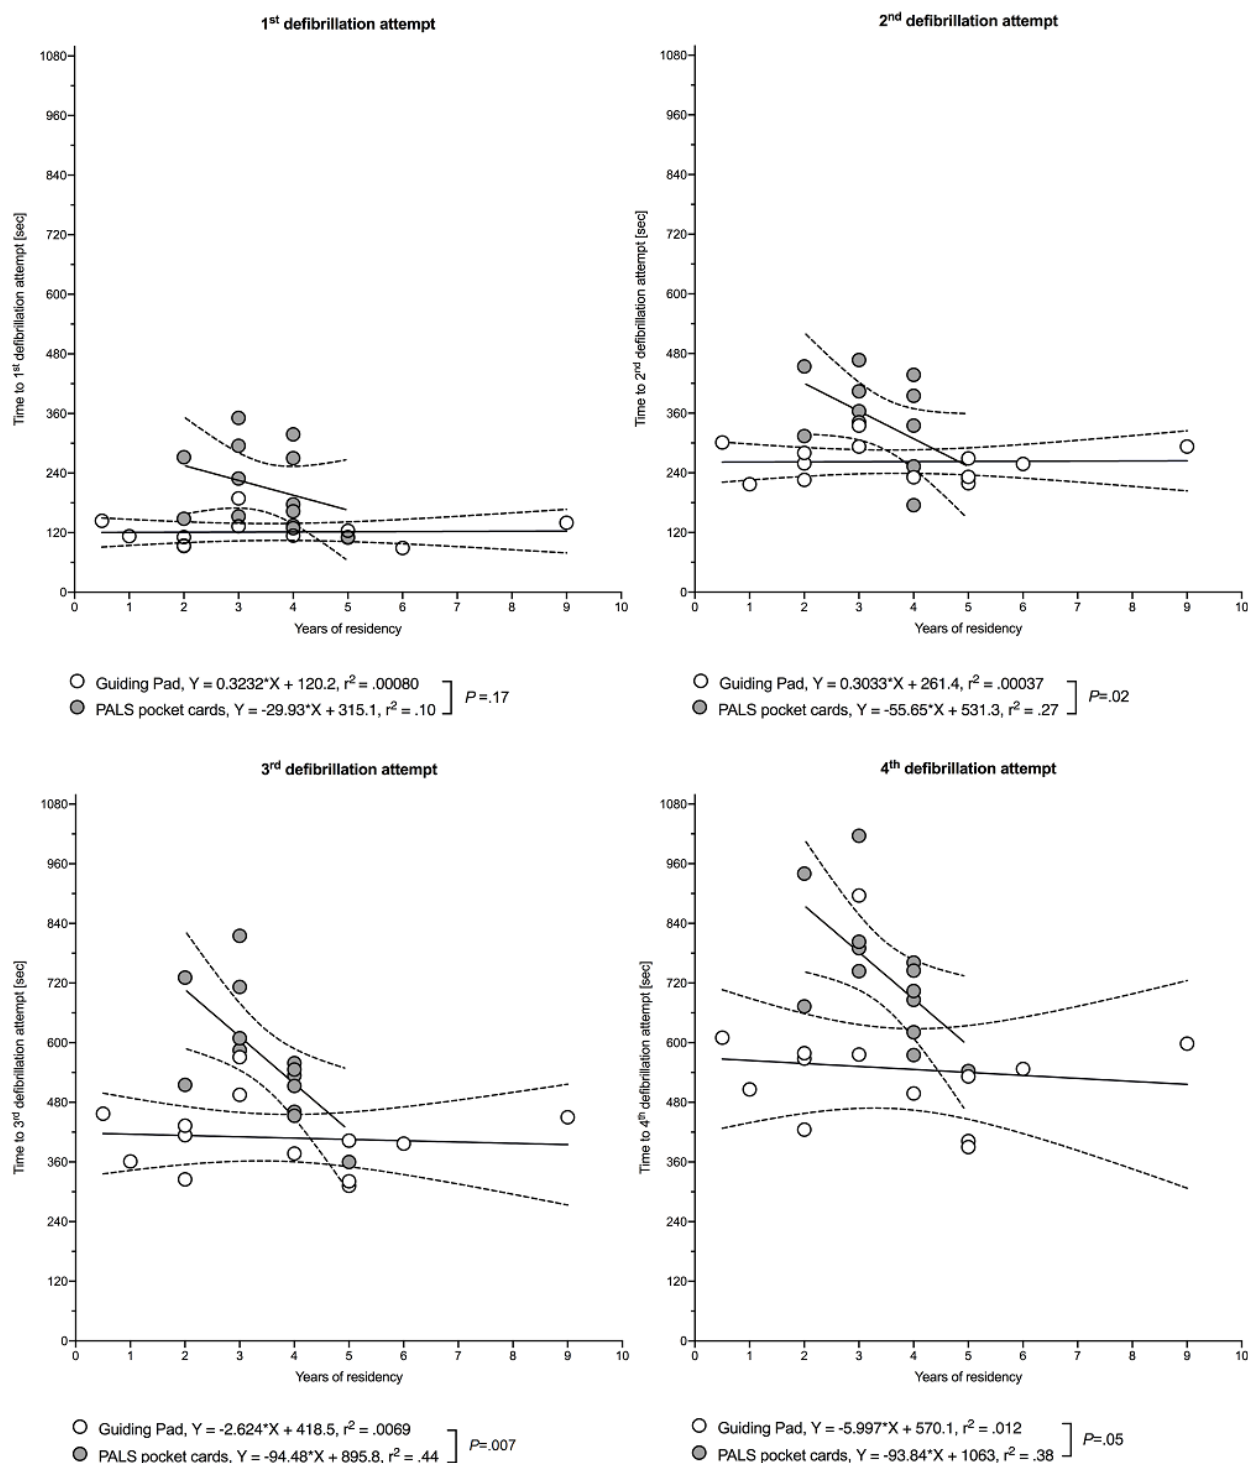 1st defibrillation attempt
Time to 1st defibrillation attempt [sec]
1080
960
840
720
600
480
360
240
120
0
0 1 2 3 4 5 6 7 8 9 10
Years of residency
Guiding Pad, Y = 0.3232*X + 120.2, r2 = .00080
PALS pocket cards, Y = -29.93*X + 315.1, r2 = .10
P=.17
2nd defibrillation attempt
Time to 2nd defibrillation attempt [sec]
1080
960
840
720
600
480
360
240
120
0
0 1 2 3 4 5 6 7 8 9 10
Years of residency
Guiding Pad, Y = 0.3033*X + 261.4, r2 = .00037
PALS pocket cards, Y = -55.65*X + 531.3, r2 = .27
P=.02
3rd defibrillation attempt
Time to 3rd defibrillation attempt [sec]
1080
960
840
720
600
480
360
240
120
0
0 1 2 3 4 5 6 7 8 9 10
Years of residency
Guiding Pad, Y = -2.624*X + 418.5, r2 = .0069
PALS pocket cards, Y = -94.48*X + 895.8, r2 = .44
P=.007
4th defibrillation attempt
Time to 4th defibrillation attempt [sec]
1080
960
840
720
600
480
360
240
120
0
0 1 2 3 4 5 6 7 8 9 10
Years of residency
Guiding Pad, Y = -5.997*X + 570.1, r2 = .012
PALS pocket cards, Y = -93.84*X + 1063, r2 = .38
P=.05